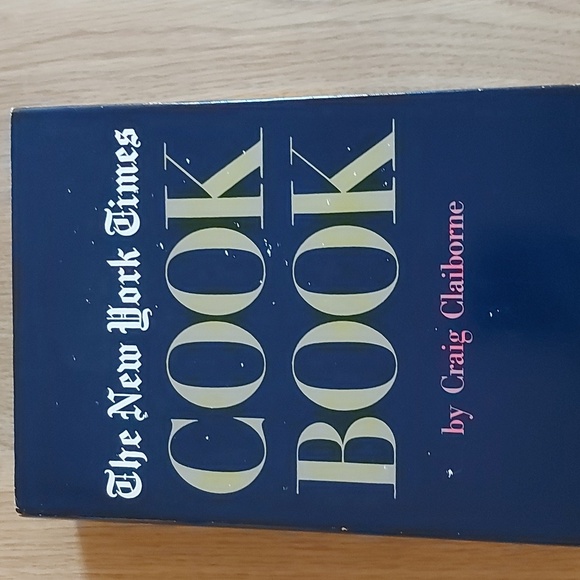 The New York Times
COOK
BOOK
by Craig Claiborne